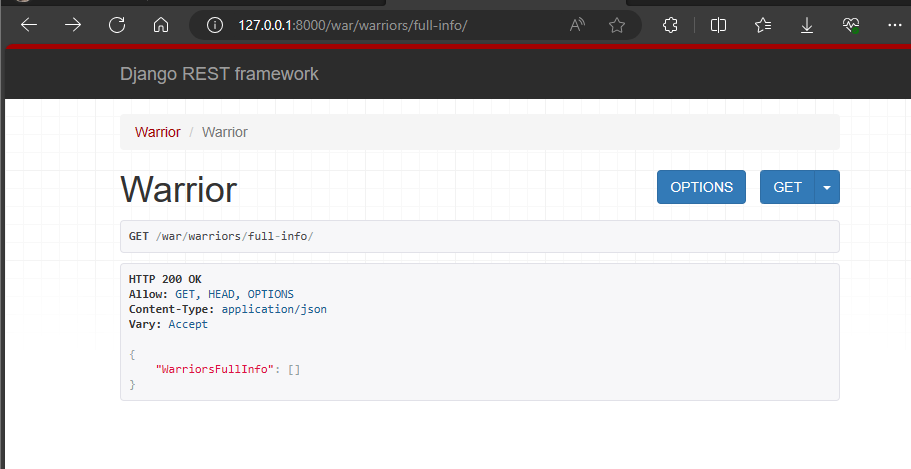 127.0.0.1:8000/war/warriors/full-info/
Django REST framework
Warrior / Warrior
Warrior
OPTIONS
GET
GET /war/warriors/full-info/
HTTP 200 OK
Allow: GET, HEAD, OPTIONS
Content-Type: application/json
Vary: Accept
{
    "WarriorsFullInfo": []
}